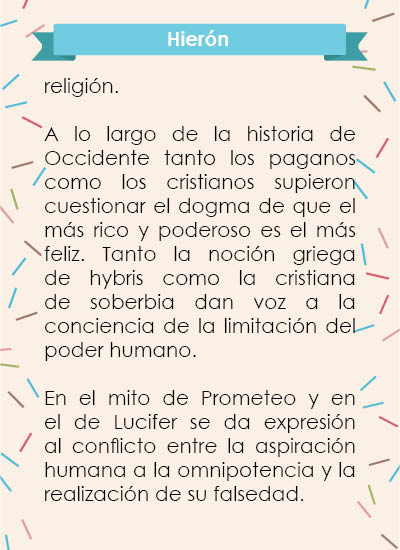 Hierón
religión.
A lo largo de la historia de
Occidente tanto los paganos
como los cristianos supieron
cuestionar el dogma de que el
más rico y poderoso es el más
feliz. Tanto la noción griega
de hybris como la cristiana
de soberbia dan voz a la
conciencia de la limitación del
poder humano.
En el mito de Prometeo y en
el de Lucifer se da expresión
al conflicto entre la aspiración
humana a la omnipotencia y la
realización de su falsedad.